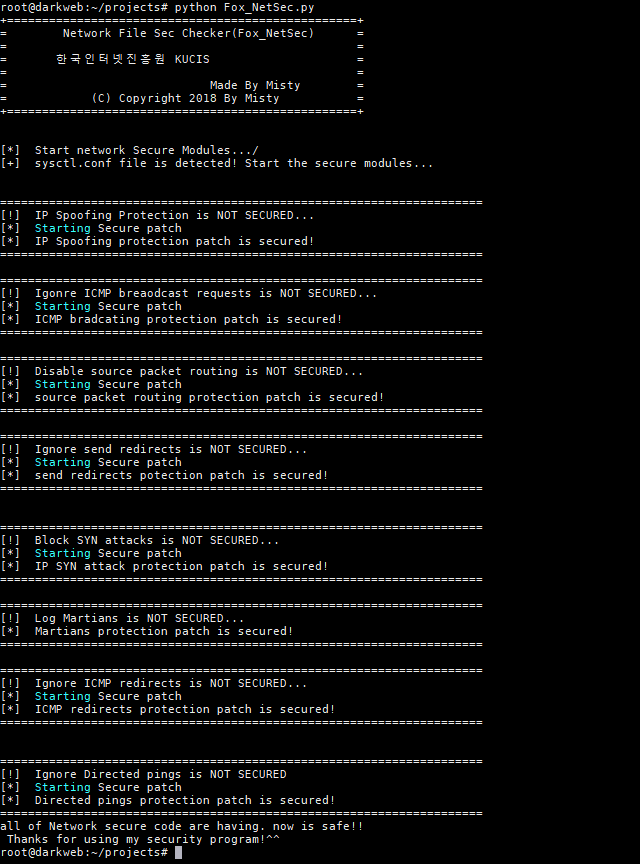 root@darkweb:~/projects# python Fox_NetSec.py
+==================================================+
=        Network File Sec Checker(Fox_NetSec)      =
=                                                  =
=       한국인터넷진흥원 KUCIS                     =
=                                                  =
=                             Made By Misty        =
=            (C) Copyright 2018 By Misty           =
+==================================================+
[*]  Start network Secure Modules.../
[+]  sysctl.conf file is detected! Start the secure modules...
=====================================================================
[!]  IP Spoofing Protection is NOT SECURED...
[*]  Starting Secure patch
[*]  IP Spoofing protection patch is secured!
=====================================================================
=====================================================================
[!]  Igonre ICMP breaodcast requests is NOT SECURED...
[*]  Starting Secure patch
[*]  ICMP bradcating protection patch is secured!
=====================================================================
=====================================================================
[!]  Disable source packet routing is NOT SECURED...
[*]  Starting Secure patch
[*]  source packet routing protection patch is secured!
=====================================================================
=====================================================================
[!]  Ignore send redirects is NOT SECURED...
[*]  Starting Secure patch
[*]  send redirects potection patch is secured!
=====================================================================
=====================================================================
[!]  Block SYN attacks is NOT SECURED...
[*]  Starting Secure patch
[*]  IP SYN attack protection patch is secured!
=====================================================================
=====================================================================
[!]  Log Martians is NOT SECURED...
[*]  Martians protection patch is secured!
=====================================================================
=====================================================================
[!]  Ignore ICMP redirects is NOT SECURED...
[*]  Starting Secure patch
[*]  ICMP redirects protection patch is secured!
=====================================================================
=====================================================================
[!]  Ignore Directed pings is NOT SECURED
[*]  Starting Secure patch
[*]  Directed pings protection patch is secured!
=====================================================================
all of Network secure code are having. now is safe!!
 Thanks for using my security program!^^
root@darkweb:~/projects#